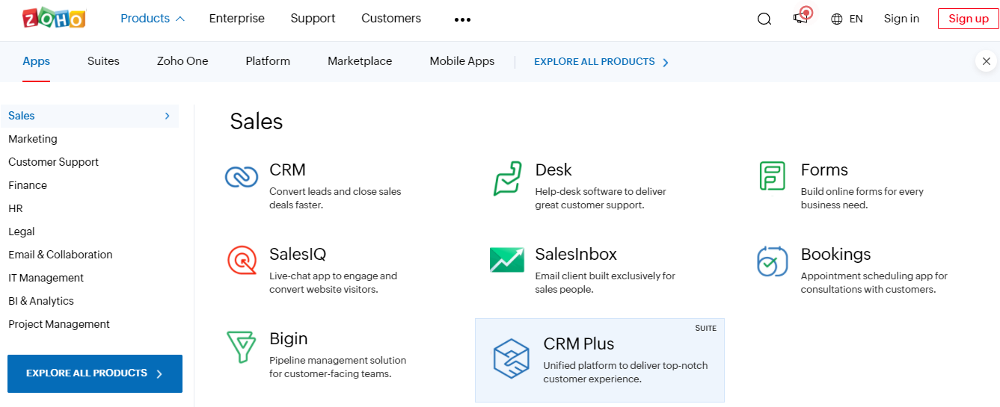 ZOHO Products Enterprise Support Customers ••• EN Sign in Sign up
Apps Suites Zoho One Platform Marketplace Mobile Apps EXPLORE ALL PRODUCTS
Sales
Marketing
Customer Support
Finance
HR
Legal
Email & Collaboration
IT Management
BI & Analytics
Project Management
EXPLORE ALL PRODUCTS
Sales
CRM
Convert leads and close sales
deals faster.
Desk
Help-desk software to deliver
great customer support.
Forms
Build online forms for every
business need.
SalesIQ
Live-chat app to engage and
convert website visitors.
SalesInbox
Email client built exclusively for
sales people.
Bookings
Appointment scheduling app for
consultations with customers.
Bigin
Pipeline management solution
for customer-facing teams.
SUITE
CRM Plus
Unified platform to deliver top-notch
customer experience.